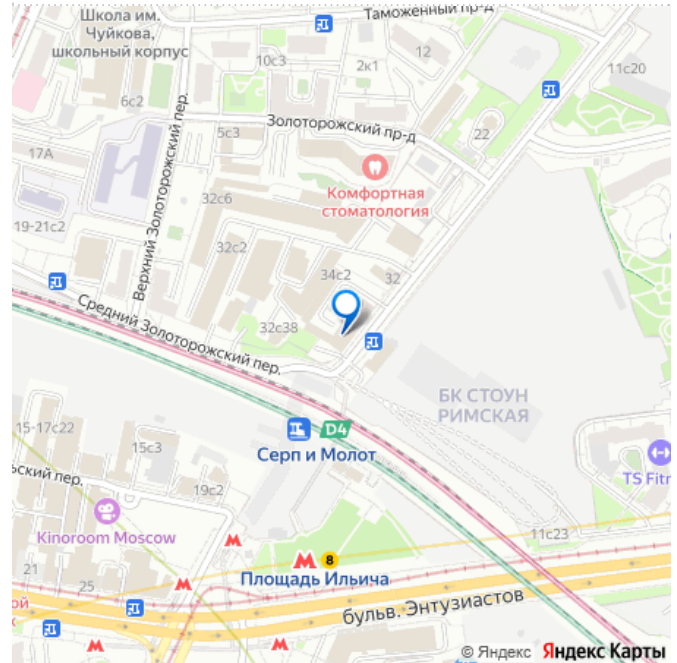 Школа им.
Чуйкова,
школьный корпус
Таможенный пр-д
10с3
2к1
12
11с20
6с2
Верхний Золоторожский пер.
5с3
Золоторожский пр-д
22
17А
Комфортная
стоматология
32с6
19-21с2
32с2
34с2
32
Средний Золоторожский пер.
32с38
БК СТОУН
РИМСКАЯ
15-17с22
15с3
D4
Серп и Молот
ьский пер.
19с2
TS Fitn
Kinoroom Moscow
11с23
8
Площадь Ильича
21
25
бульв. Энтузиастов
ой
к
© Яндекс Яндекс Карты